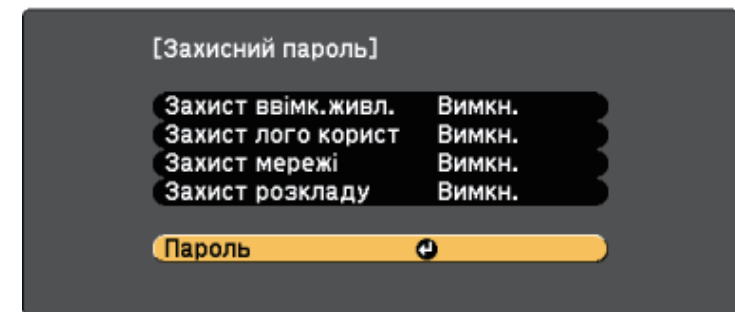 [Захисний пароль]
Захист ввімк.живл. Вимкн.
Захист лого корист Вимкн.
Захист мережі Вимкн.
Захист розкладу Вимкн.
Пароль